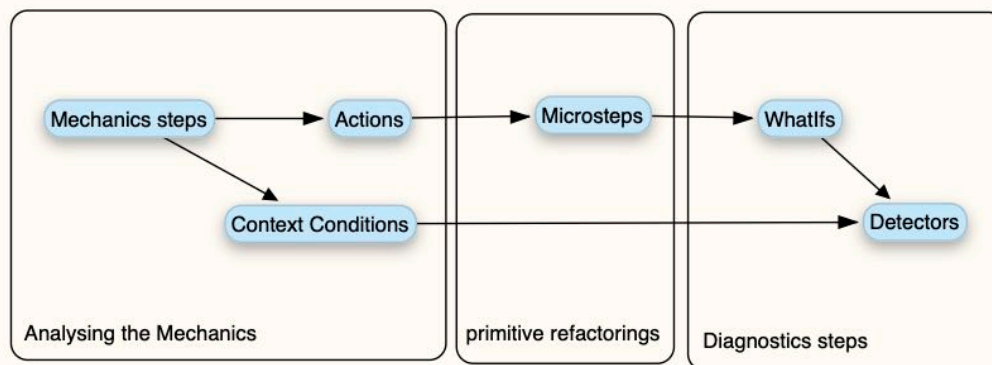 Mechanics steps
Actions
Microsteps
WhatIfs
Context Conditions
Detectors
Analysing the Mechanics
primitive refactorings
Diagnostics steps